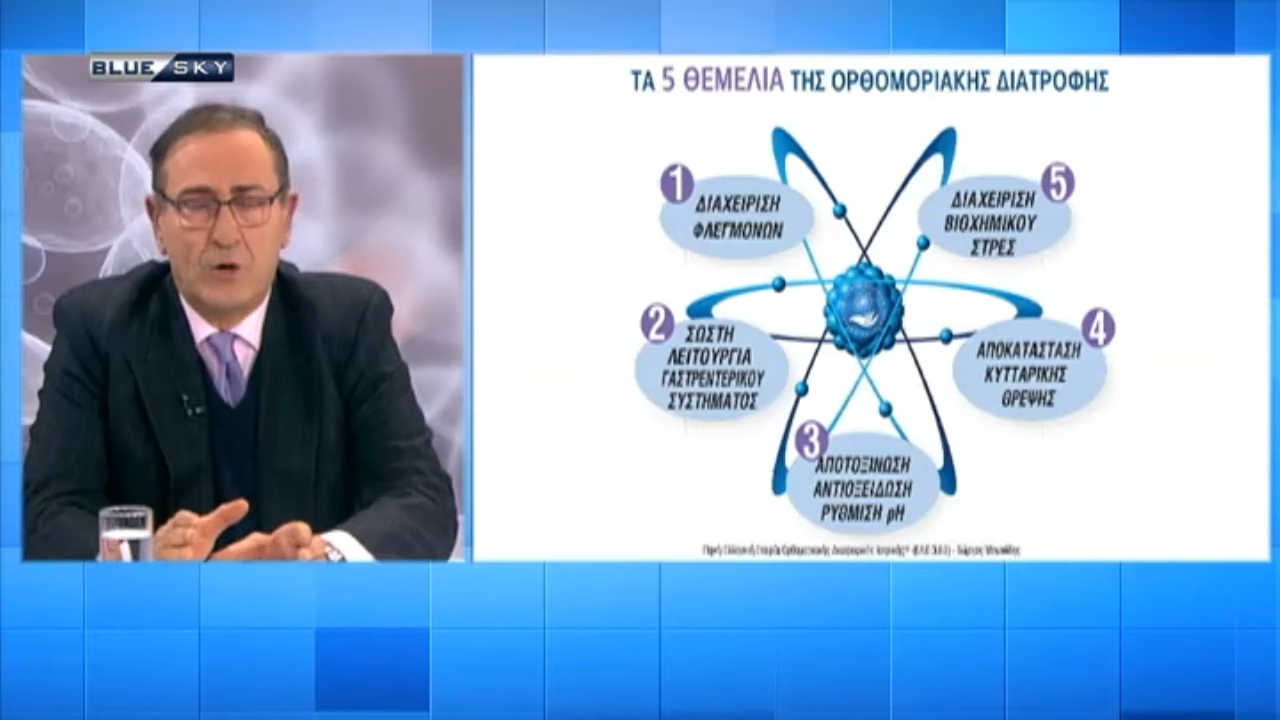 BLUE SKY
ΤΑ 5 ΘΕΜΕΛΙΑ ΤΗΣ ΟΡΘΟΜΟΡΙΑΚΗΣ ΔΙΑΤΡΟΦΗΣ
1
ΔΙΑΧΕΙΡΙΣΗ
ΦΛΕΓΜΟΝΩΝ
2
ΣΩΣΤΗ
ΛΕΙΤΟΥΡΓΙΑ
ΓΑΣΤΡΕΝΤΕΡΙΚΟΥ
ΣΥΣΤΗΜΑΤΟΣ
3
ΑΠΟΤΟΞΙΝΩΣΗ
ΑΝΤΙΟΞΕΙΔΩΣΗ
ΡΥΘΜΙΣΗ pH
4
ΑΠΟΚΑΤΑΣΤΑΣΗ
ΚΥΤΤΑΡΙΚΗΣ
ΘΡΕΨΗΣ
5
ΔΙΑΧΕΙΡΙΣΗ
ΒΙΟΧΗΜΙΚΟΥ
ΣΤΡΕΣ